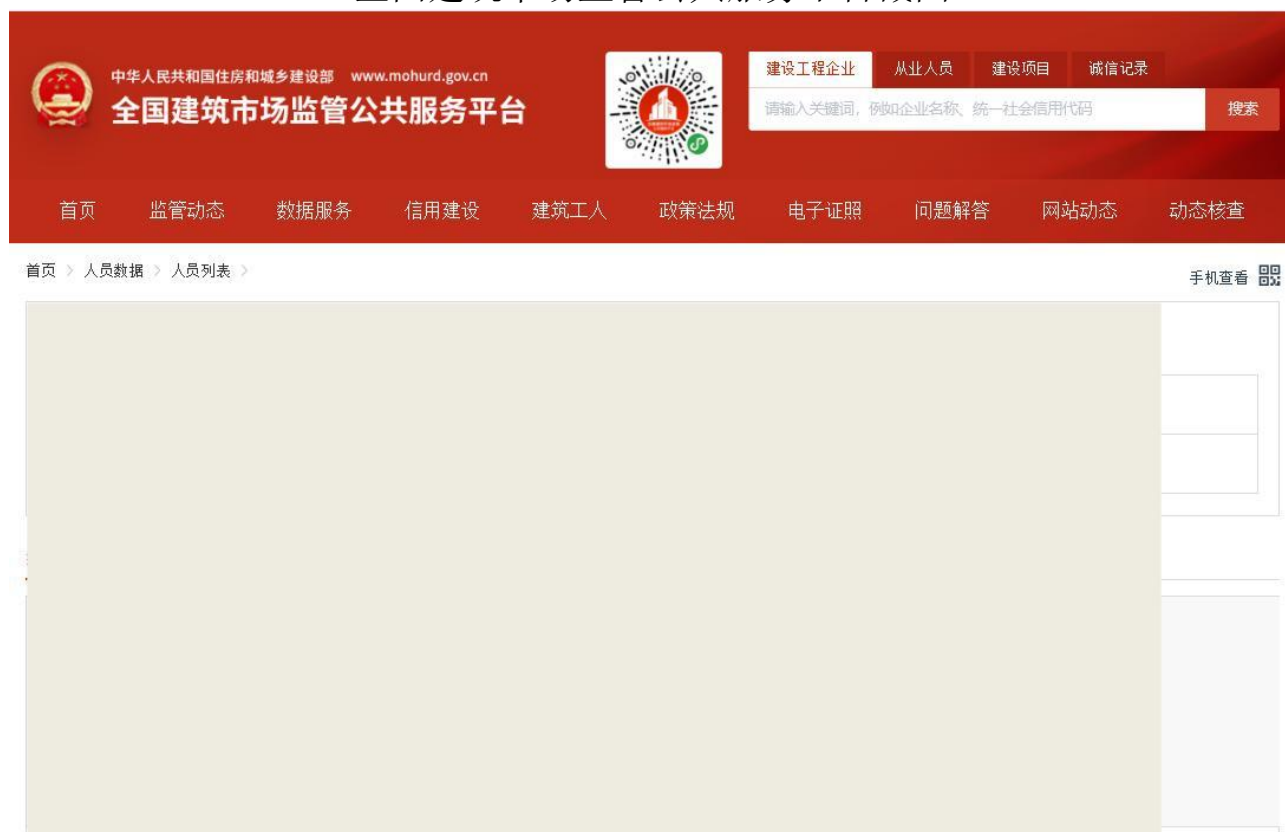 中华人民共和国住房和城乡建设部 www.mohurd.gov.cn
全国建筑市场监管公共服务平台
建设工程企业 从业人员 建设项目 诚信记录
请输入关键词，例如企业名称、统一社会信用代码 搜索
首页 监管动态 数据服务 信用建设 建筑工人 政策法规 电子证照 问题解答 网站动态 动态核查
首页 > 人员数据 > 人员列表 >
手机查看